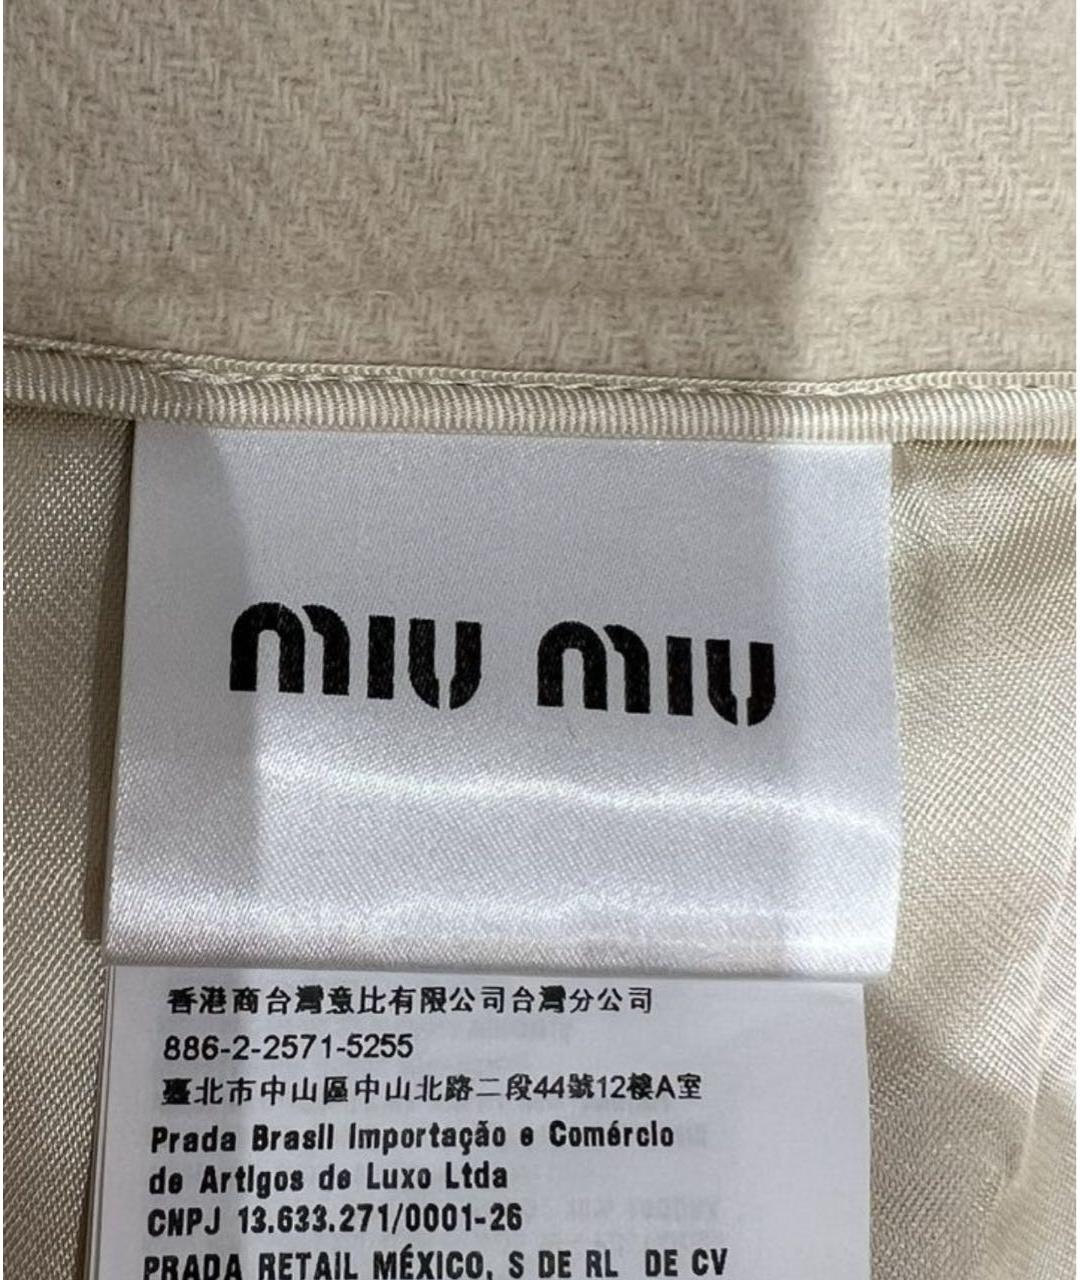 miu miu
香港商台灣意比有限公司台灣分公司
886-2-2571-5255
臺北市中山區中山北路二段44號12樓A室
Prada Brasil Importação e Comércio
de Artigos de Luxo Ltda
CNPJ 13.633.271/0001-26
PRADA RETAIL MÉXICO, S DE RL DE CV